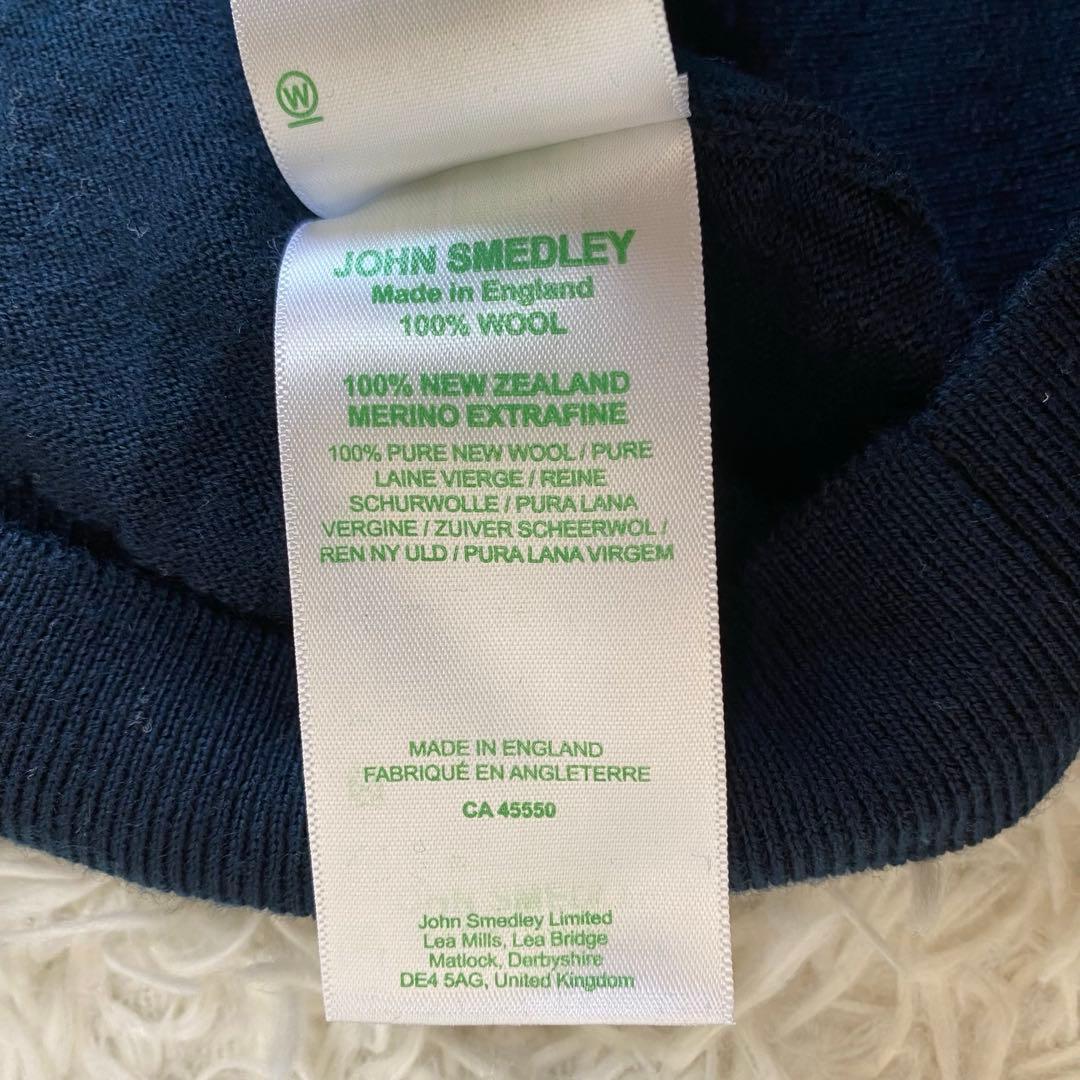 W
JOHN SMEDLEY
Made in England
100% WOOL
100% NEW ZEALAND
MERINO EXTRAFINE
100% PURE NEW WOOL / PURE
LAINE VIERGE / REINE
SCHURWOLLE / PURA LANA
VERGINE / ZUIVER SCHEERWOL /
REN NY ULD / PURA LANA VIRGEM
MADE IN ENGLAND
FABRIQUÉ EN ANGLETERRE
CA 45550
John Smedley Limited
Lea Mills, Lea Bridge
Matlock, Derbyshire
DE4 5AG, United Kingdom